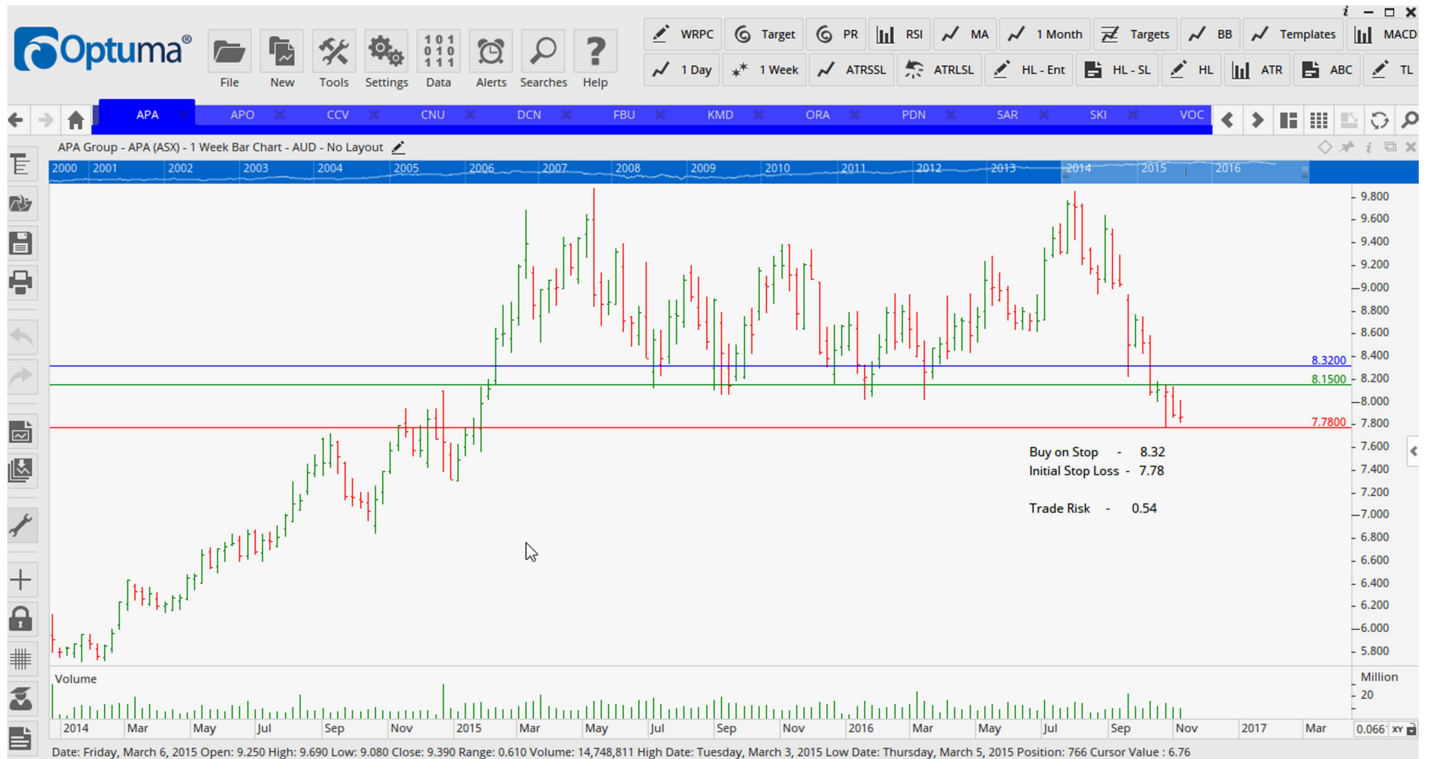 Optuma®
File New Tools Settings Data Alerts Searches Help
WRPC Target PR RSI MA 1 Month Targets BB Templates MACD
1 Day 1 Week ATRSSL ATRLSL HL - Ent HL - SL HL ATR ABC TL
APA APO CCV CNU DCN FBU KMD ORA PDN SAR SKI VOC
APA Group - APA (ASX) - 1 Week Bar Chart - AUD - No Layout
2000 2001 2002 2003 2004 2005 2006 2007 2008 2009 2010 2011 2012 2013 2014 2015 2016
9.800
9.600
9.400
9.200
9.000
8.800
8.600
8.400
8.3200
8.200
8.1500
8.000
7.800
7.7800
7.600
7.400
7.200
7.000
6.800
6.600
6.400
6.200
6.000
5.800
Buy on Stop - 8.32
Initial Stop Loss - 7.78
Trade Risk - 0.54
Volume
Million
20
2014 Mar May Jul Sep Nov 2015 Mar May Jul Sep Nov 2016 Mar May Jul Sep Nov 2017 Mar
0.066 XY
Date: Friday, March 6, 2015 Open: 9.250 High: 9.690 Low: 9.080 Close: 9.390 Range: 0.610 Volume: 14,748,811 High Date: Tuesday, March 3, 2015 Low Date: Thursday, March 5, 2015 Position: 766 Cursor Value : 6.76